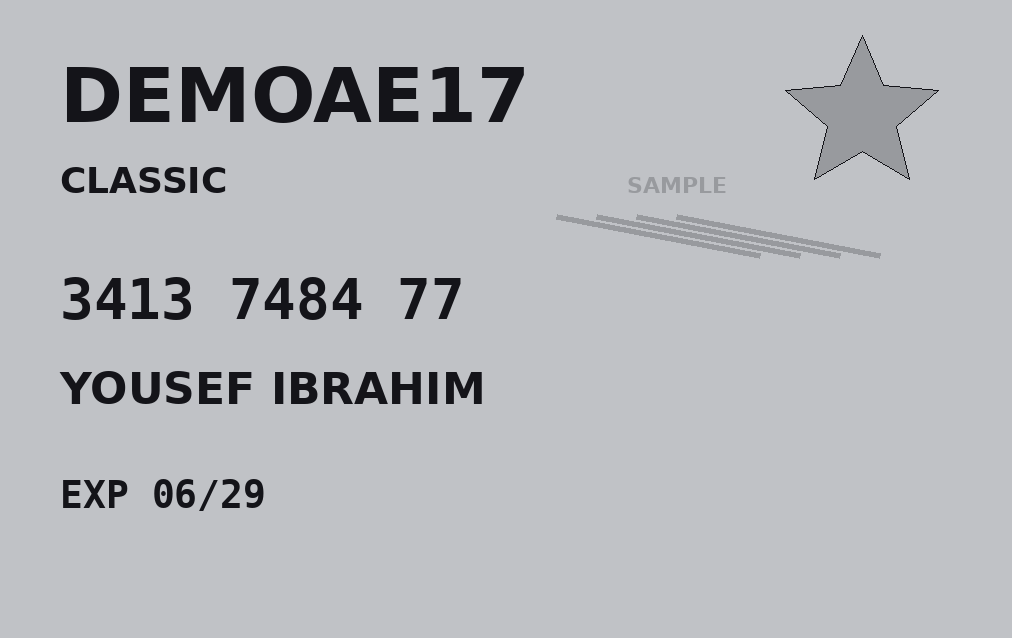 DEMOAE17
CLASSIC
SAMPLE
3413 7484 77
YOUSEF IBRAHIM
EXP 06/29